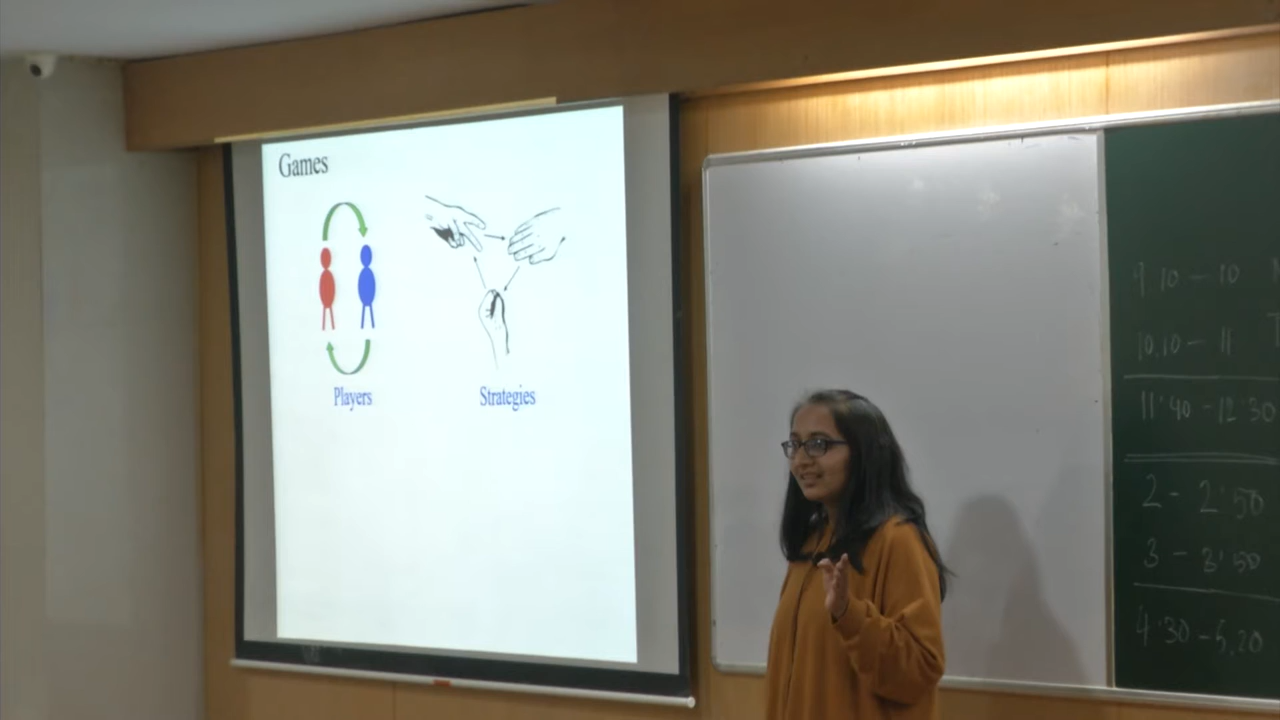 Games
Players
Strategies
9.10 - 10
10.10 - 11
11.40 - 12.30
2 - 2.50
3 - 3.50
4.30 - 5.20